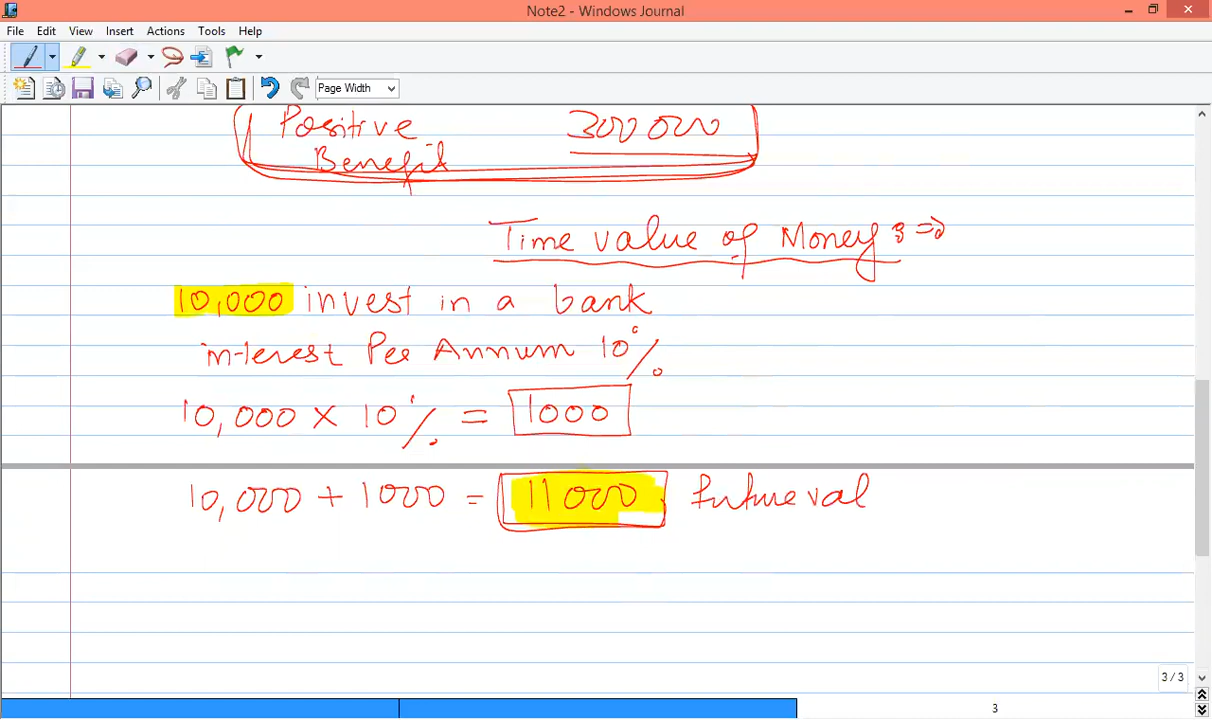 Note2 - Windows Journal
File Edit View Insert Actions Tools Help
Page Width
Positive 300 000
Benefit
Time value of Money : =>
10,000 invest in a bank
interest Per Annum 10%
10,000 x 10% = 1000
10,000 + 1000 = 11000 future val
3 / 3
3